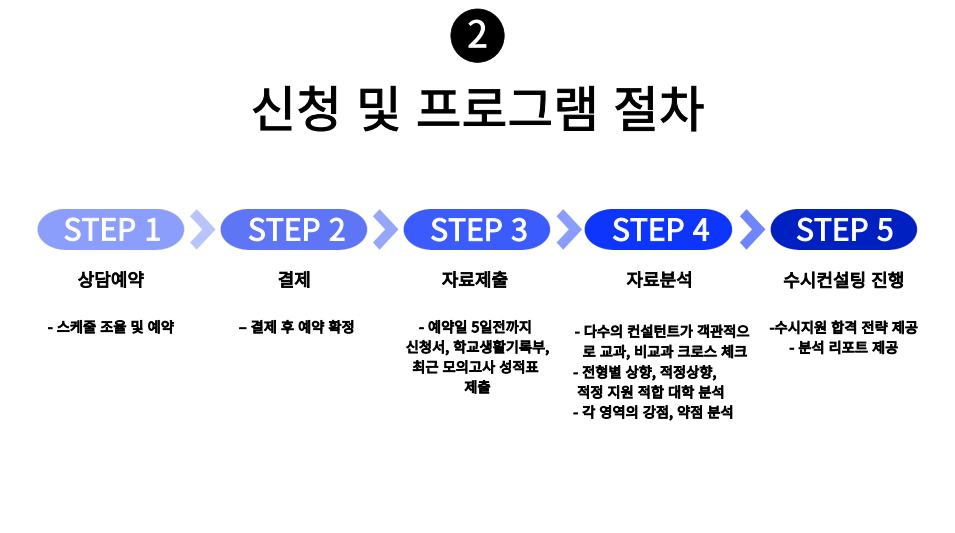 2
신청 및 프로그램 절차
STEP 1
상담예약
- 스케줄 조율 및 예약
STEP 2
결제
– 결제 후 예약 확정
STEP 3
자료제출
- 예약일 5일전까지
신청서, 학교생활기록부,
최근 모의고사 성적표
제출
STEP 4
자료분석
- 다수의 컨설턴트가 객관적으
로 교과, 비교과 크로스 체크
- 전형별 상향, 적정상향,
적정 지원 적합 대학 분석
- 각 영역의 강점, 약점 분석
STEP 5
수시컨설팅 진행
-수시지원 합격 전략 제공
- 분석 리포트 제공